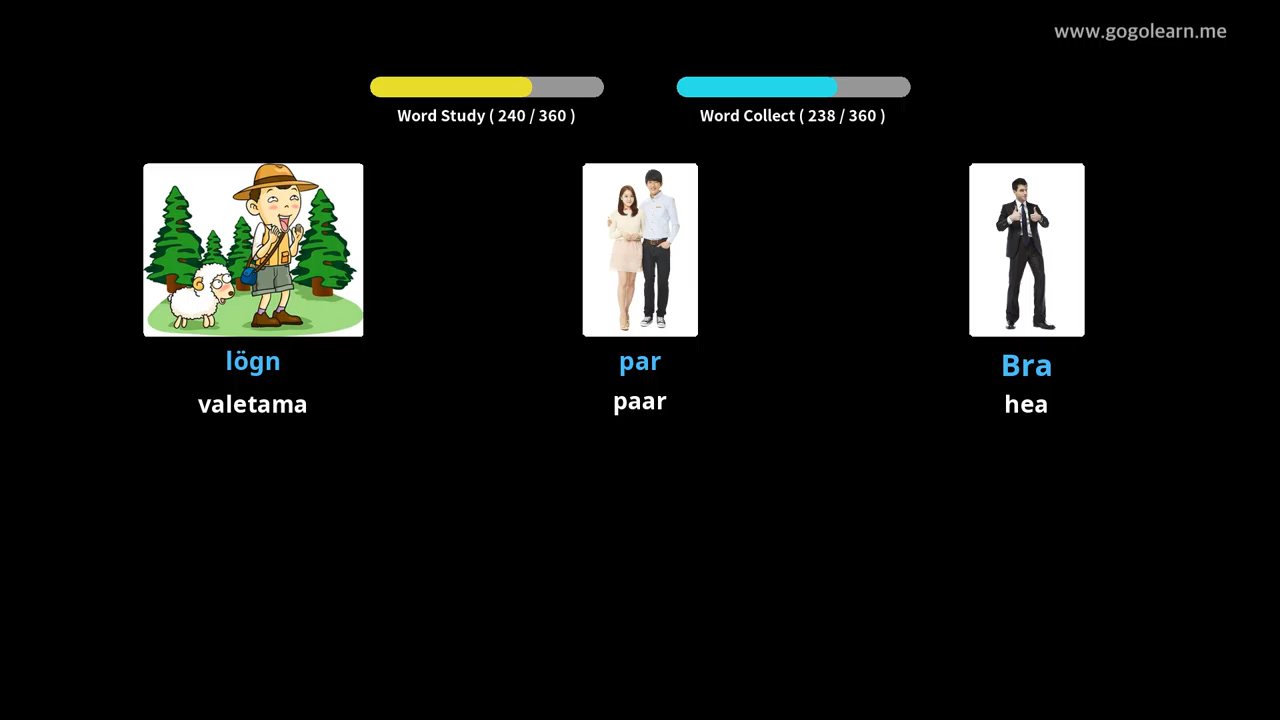 www.gogolearn.me
Word Study ( 240 / 360 )
Word Collect ( 238 / 360 )
lögn
par
Bra
valetama
paar
hea